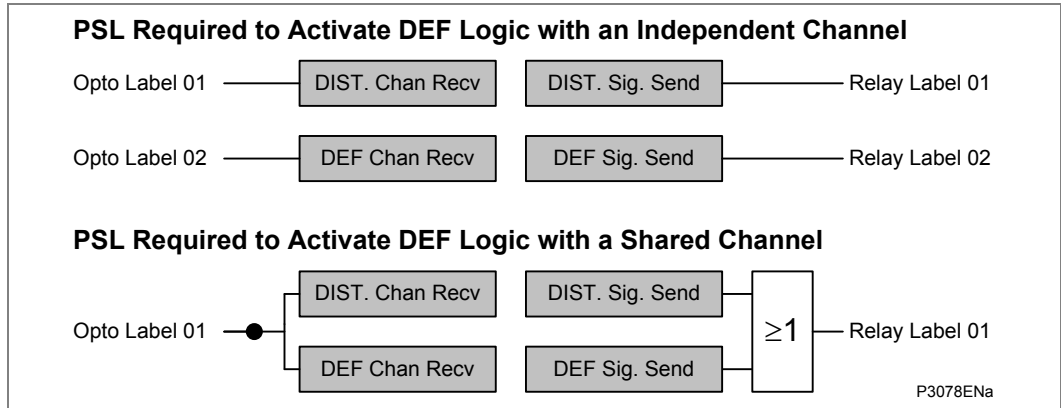 PSL Required to Activate DEF Logic with an Independent Channel
Opto Label 01 DIST. Chan Recv DIST. Sig. Send Relay Label 01
Opto Label 02 DEF Chan Recv DEF Sig. Send Relay Label 02
PSL Required to Activate DEF Logic with a Shared Channel
DIST. Chan Recv DIST. Sig. Send
Opto Label 01 ≥1 Relay Label 01
DEF Chan Recv DEF Sig. Send
P3078ENa